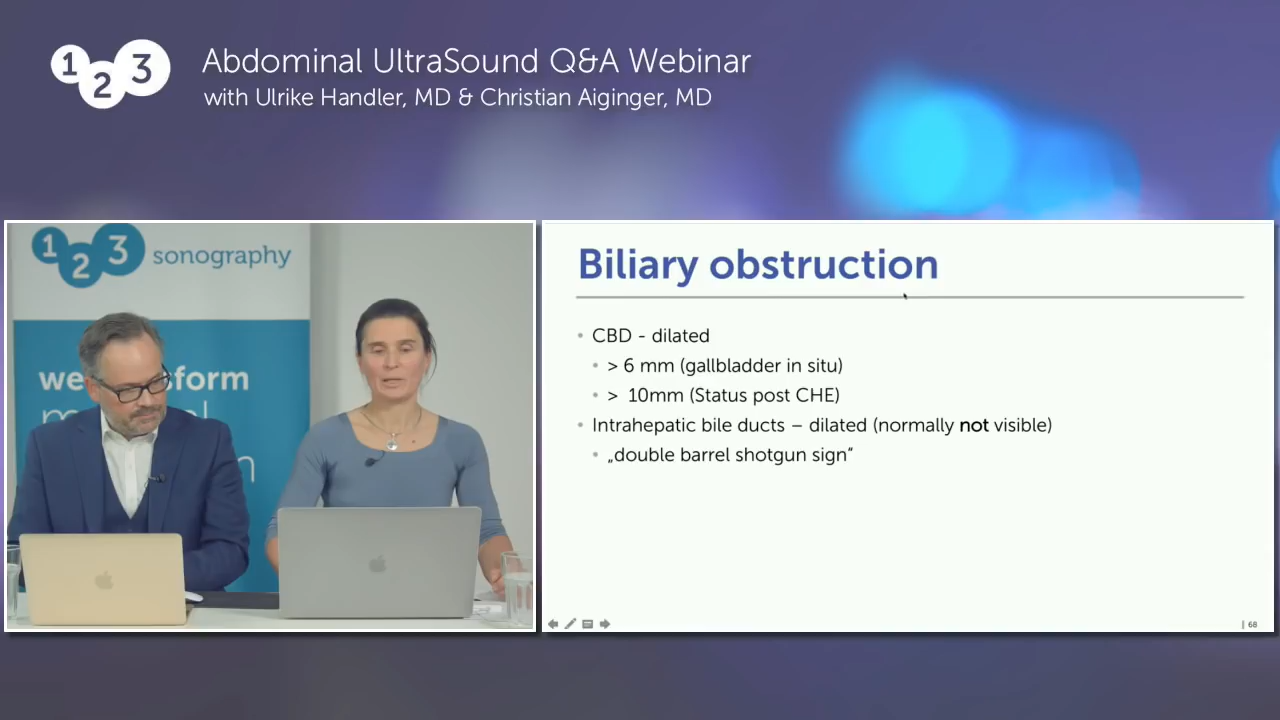 1 2 3
Abdominal UltraSound Q&A Webinar
with Ulrike Handler, MD & Christian Aiginger, MD
1 2 3 sonography
we
sform
Biliary obstruction
• CBD - dilated
• > 6 mm (gallbladder in situ)
• > 10mm (Status post CHE)
• Intrahepatic bile ducts – dilated (normally not visible)
• „double barrel shotgun sign“
| 68